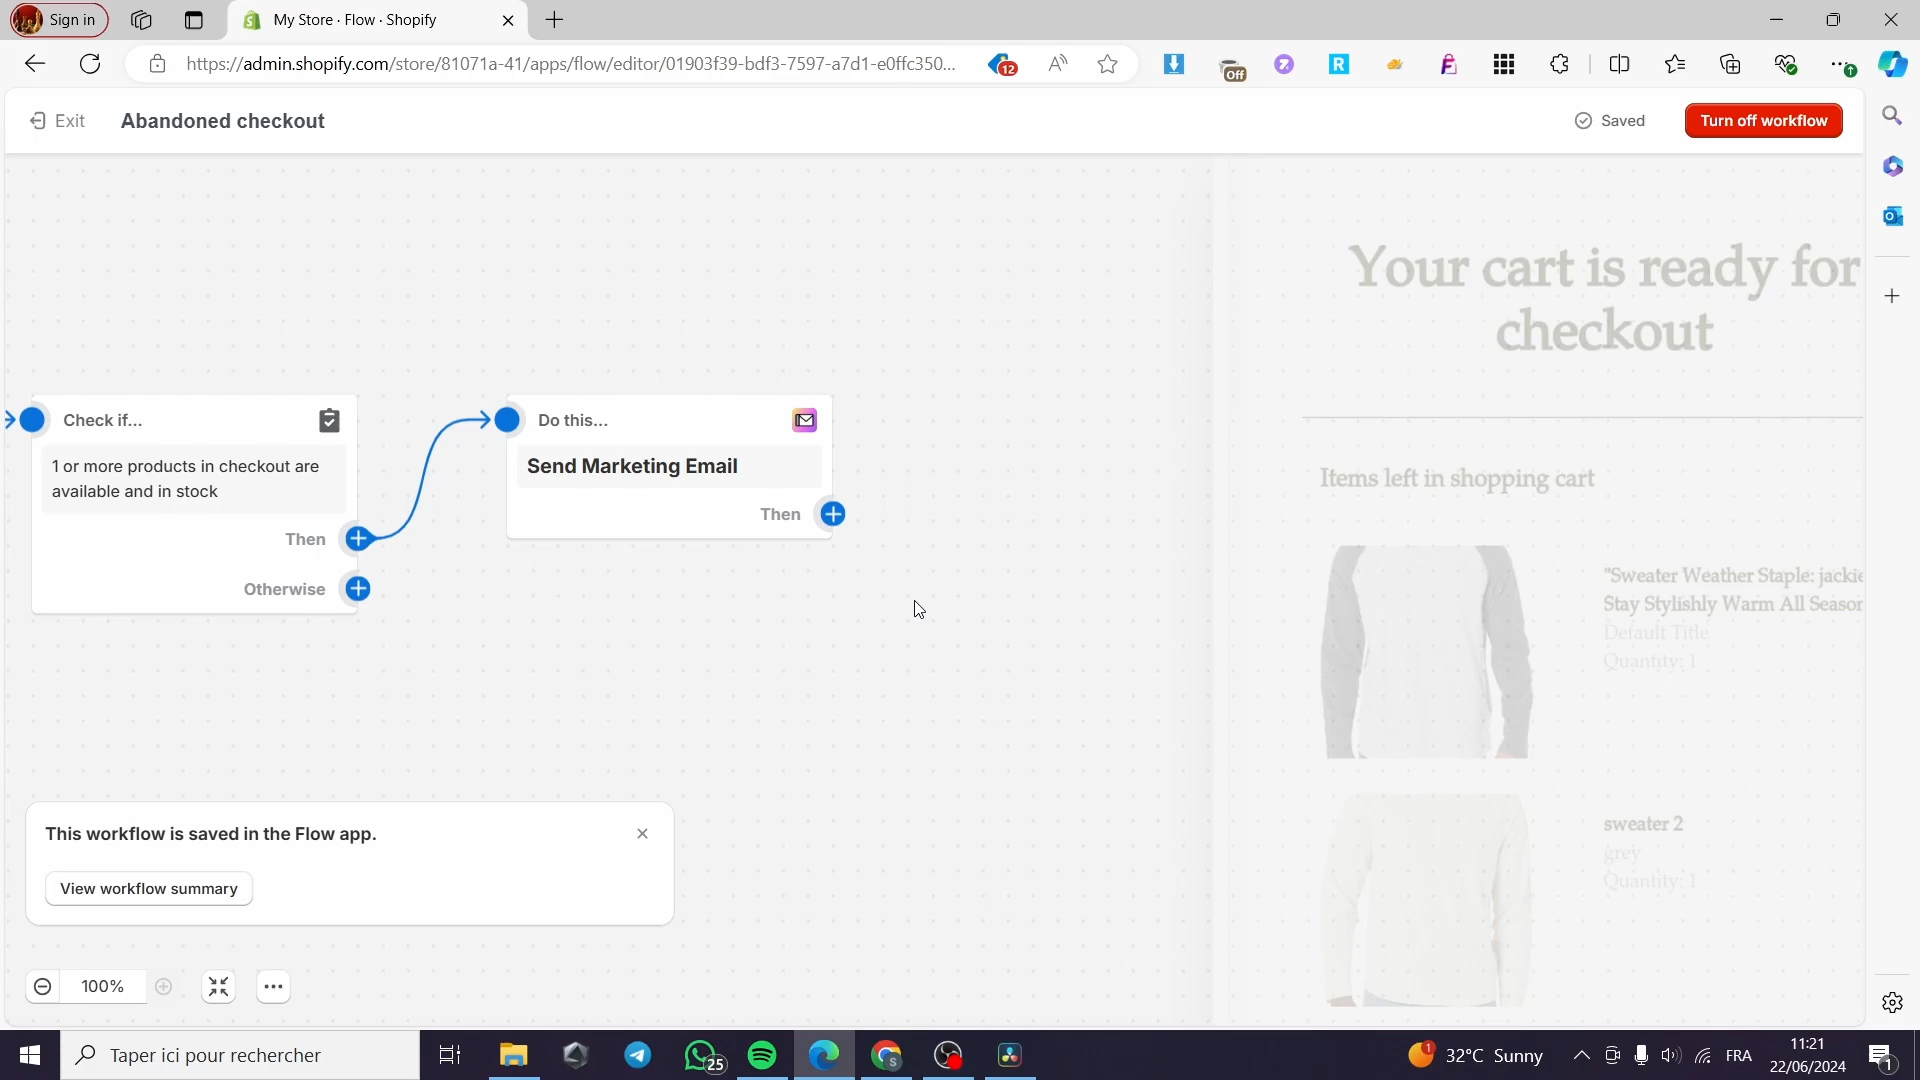 Sign in
My Store · Flow · Shopify
https://admin.shopify.com/store/81071a-41/apps/flow/editor/01903f39-bdf3-7597-a7d1-e0ffc350...
12
Off
Exit
Abandoned checkout
Saved
Turn off workflow
Your cart is ready for
checkout
Check if...
1 or more products in checkout are
available and in stock
Then
Otherwise
Do this...
Send Marketing Email
Then
Items left in shopping cart
"Sweater Weather Staple: jackie
Stay Stylishly Warm All Season
Default Title
Quantity: 1
sweater 2
grey
Quantity: 1
This workflow is saved in the Flow app.
View workflow summary
100%
Taper ici pour rechercher
25
1
32°C Sunny
FRA
11:21
22/06/2024
1